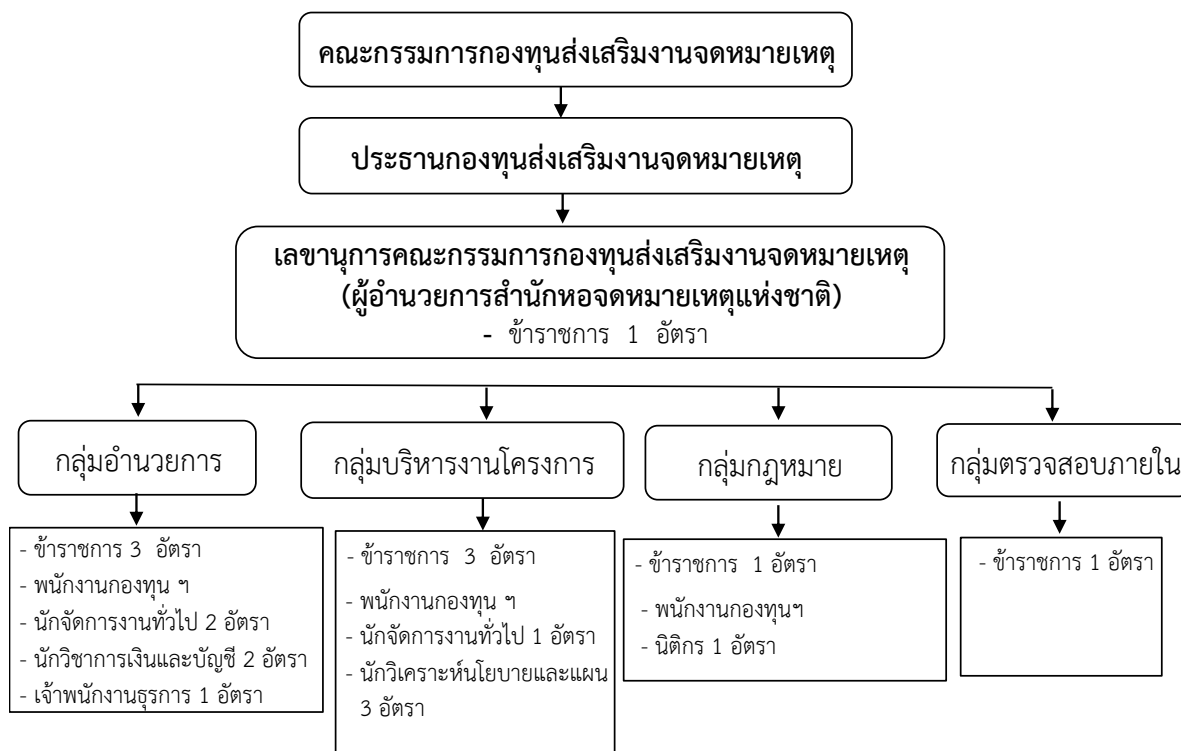 คณะกรรมการกองทุนส่งเสริมงานจดหมายเหตุ
ประธานกองทุนส่งเสริมงานจดหมายเหตุ
เลขานุการคณะกรรมการกองทุนส่งเสริมงานจดหมายเหตุ
(ผู้อำนวยการสำนักหอจดหมายเหตุแห่งชาติ)
- ข้าราชการ 1 อัตรา
กลุ่มอำนวยการ
- ข้าราชการ 3 อัตรา
- พนักงานกองทุน ฯ
- นักจัดการงานทั่วไป 2 อัตรา
- นักวิชาการเงินและบัญชี 2 อัตรา
- เจ้าพนักงานธุรการ 1 อัตรา
กลุ่มบริหารงานโครงการ
- ข้าราชการ 3 อัตรา
- พนักงานกองทุน ฯ
- นักจัดการงานทั่วไป 1 อัตรา
- นักวิเคราะห์นโยบายและแผน
3 อัตรา
กลุ่มกฎหมาย
- ข้าราชการ 1 อัตรา
- พนักงานกองทุนฯ
- นิติกร 1 อัตรา
กลุ่มตรวจสอบภายใน
- ข้าราชการ 1 อัตรา